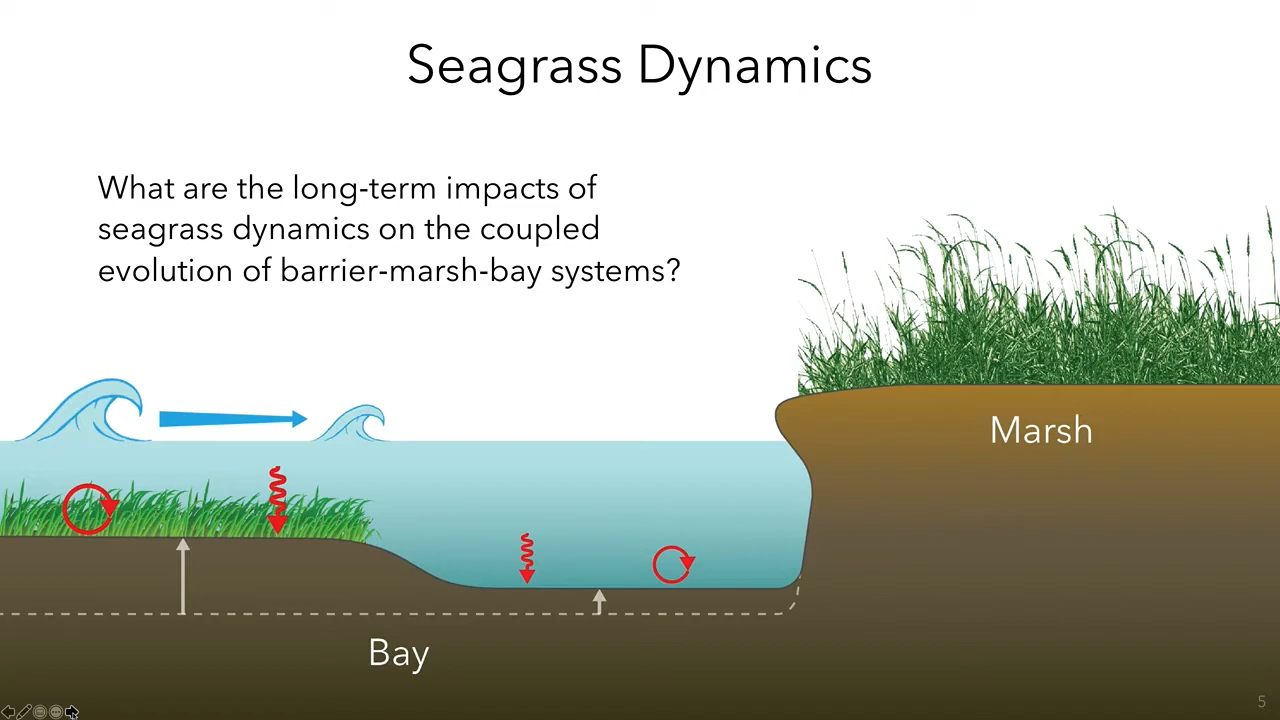 Seagrass Dynamics
What are the long-term impacts of
seagrass dynamics on the coupled
evolution of barrier-marsh-bay systems?
Marsh
Bay
5